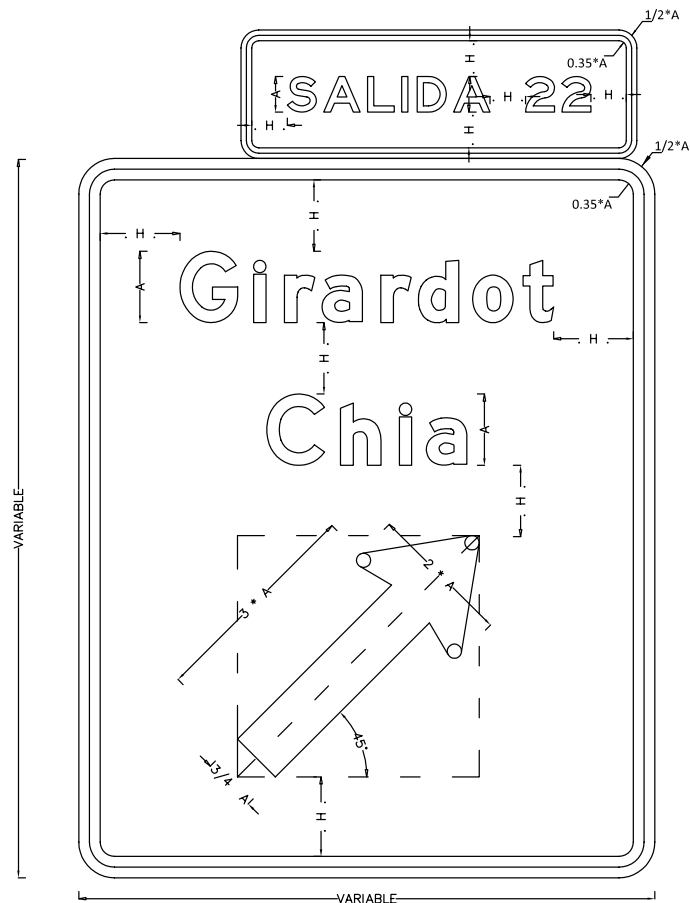 1/2*A
0.35*A
H
A
SALIDA 22
. H .
. H .
H
. H .
1/2*A
0.35*A
. H .
. H .
A
Girardot
. H .
. H .
Chia
A
. H .
VARIABLE
3 * A
2 * A
45°
3/4 A
. H .
VARIABLE